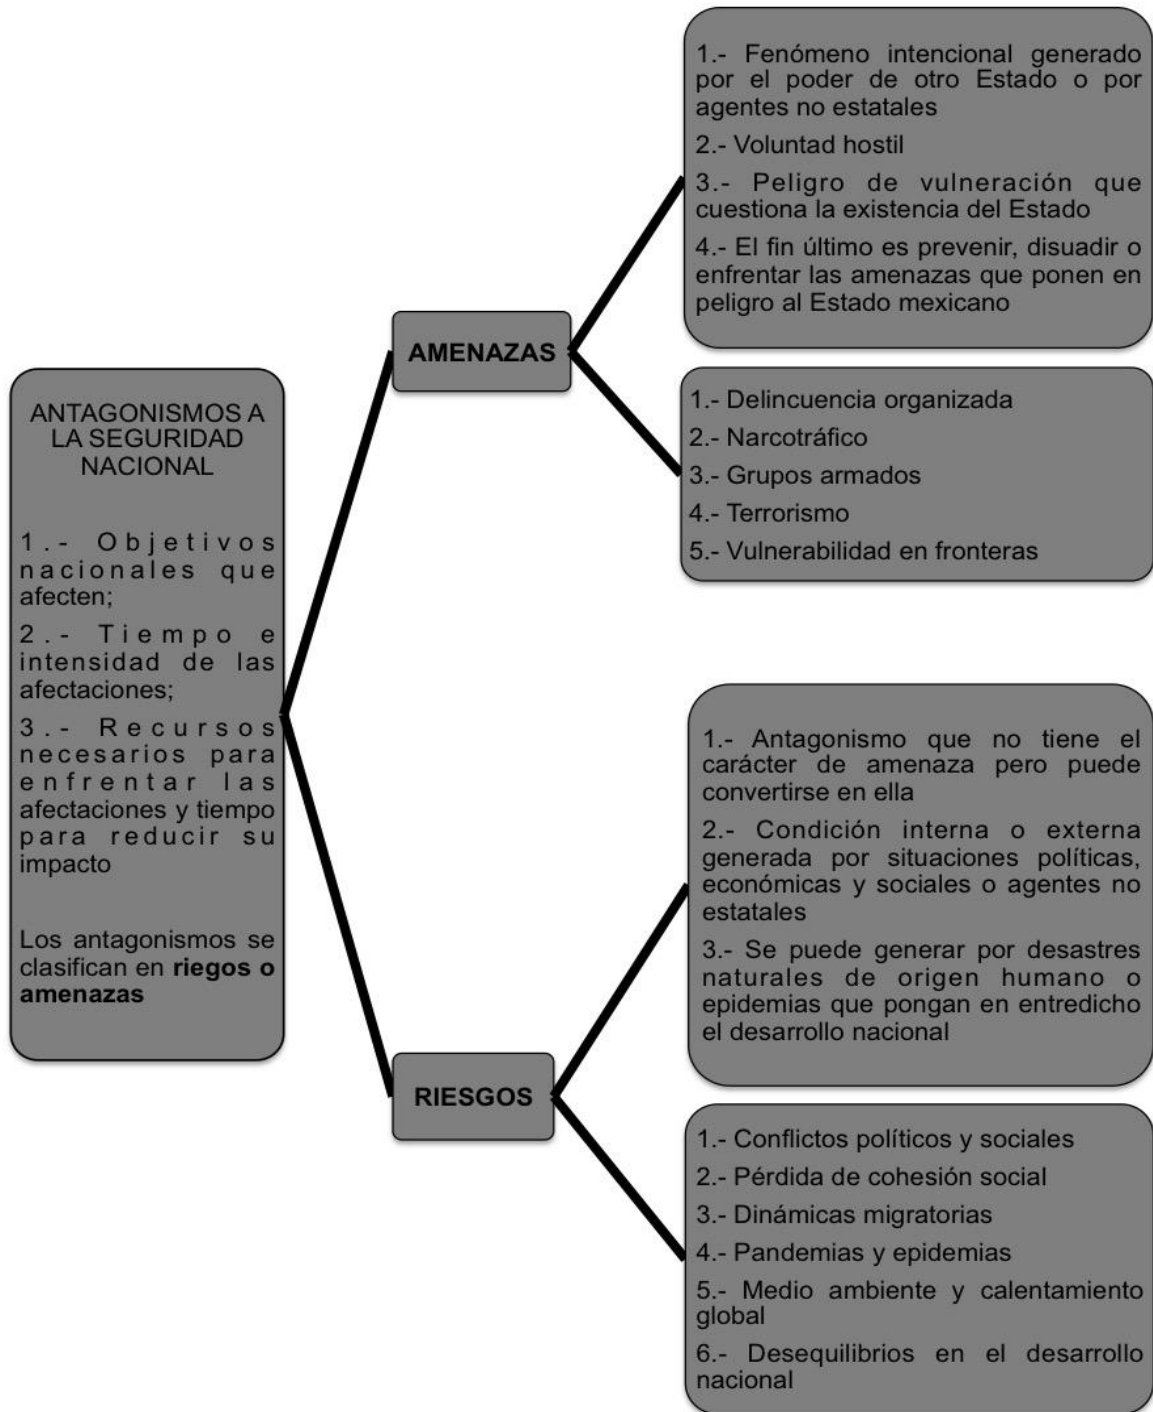 ANTAGONISMOS A
LA SEGURIDAD
NACIONAL
1.- Objetivos
nacionales que
afecten;
2.- Tiempo e
intensidad de las
afectaciones;
3.- Recursos
necesarios para
enfrentar las
afectaciones y tiempo
para reducir su
impacto
Los antagonismos se
clasifican en riegos o
amenazas
AMENAZAS
1.- Fenómeno intencional generado
por el poder de otro Estado o por
agentes no estatales
2.- Voluntad hostil
3.- Peligro de vulneración que
cuestiona la existencia del Estado
4.- El fin último es prevenir, disuadir o
enfrentar las amenazas que ponen en
peligro al Estado mexicano
1.- Delincuencia organizada
2.- Narcotráfico
3.- Grupos armados
4.- Terrorismo
5.- Vulnerabilidad en fronteras
RIESGOS
1.- Antagonismo que no tiene el
carácter de amenaza pero puede
convertirse en ella
2.- Condición interna o externa
generada por situaciones políticas,
económicas y sociales o agentes no
estatales
3.- Se puede generar por desastres
naturales de origen humano o
epidemias que pongan en entredicho
el desarrollo nacional
1.- Conflictos políticos y sociales
2.- Pérdida de cohesión social
3.- Dinámicas migratorias
4.- Pandemias y epidemias
5.- Medio ambiente y calentamiento
global
6.- Desequilibrios en el desarrollo
nacional